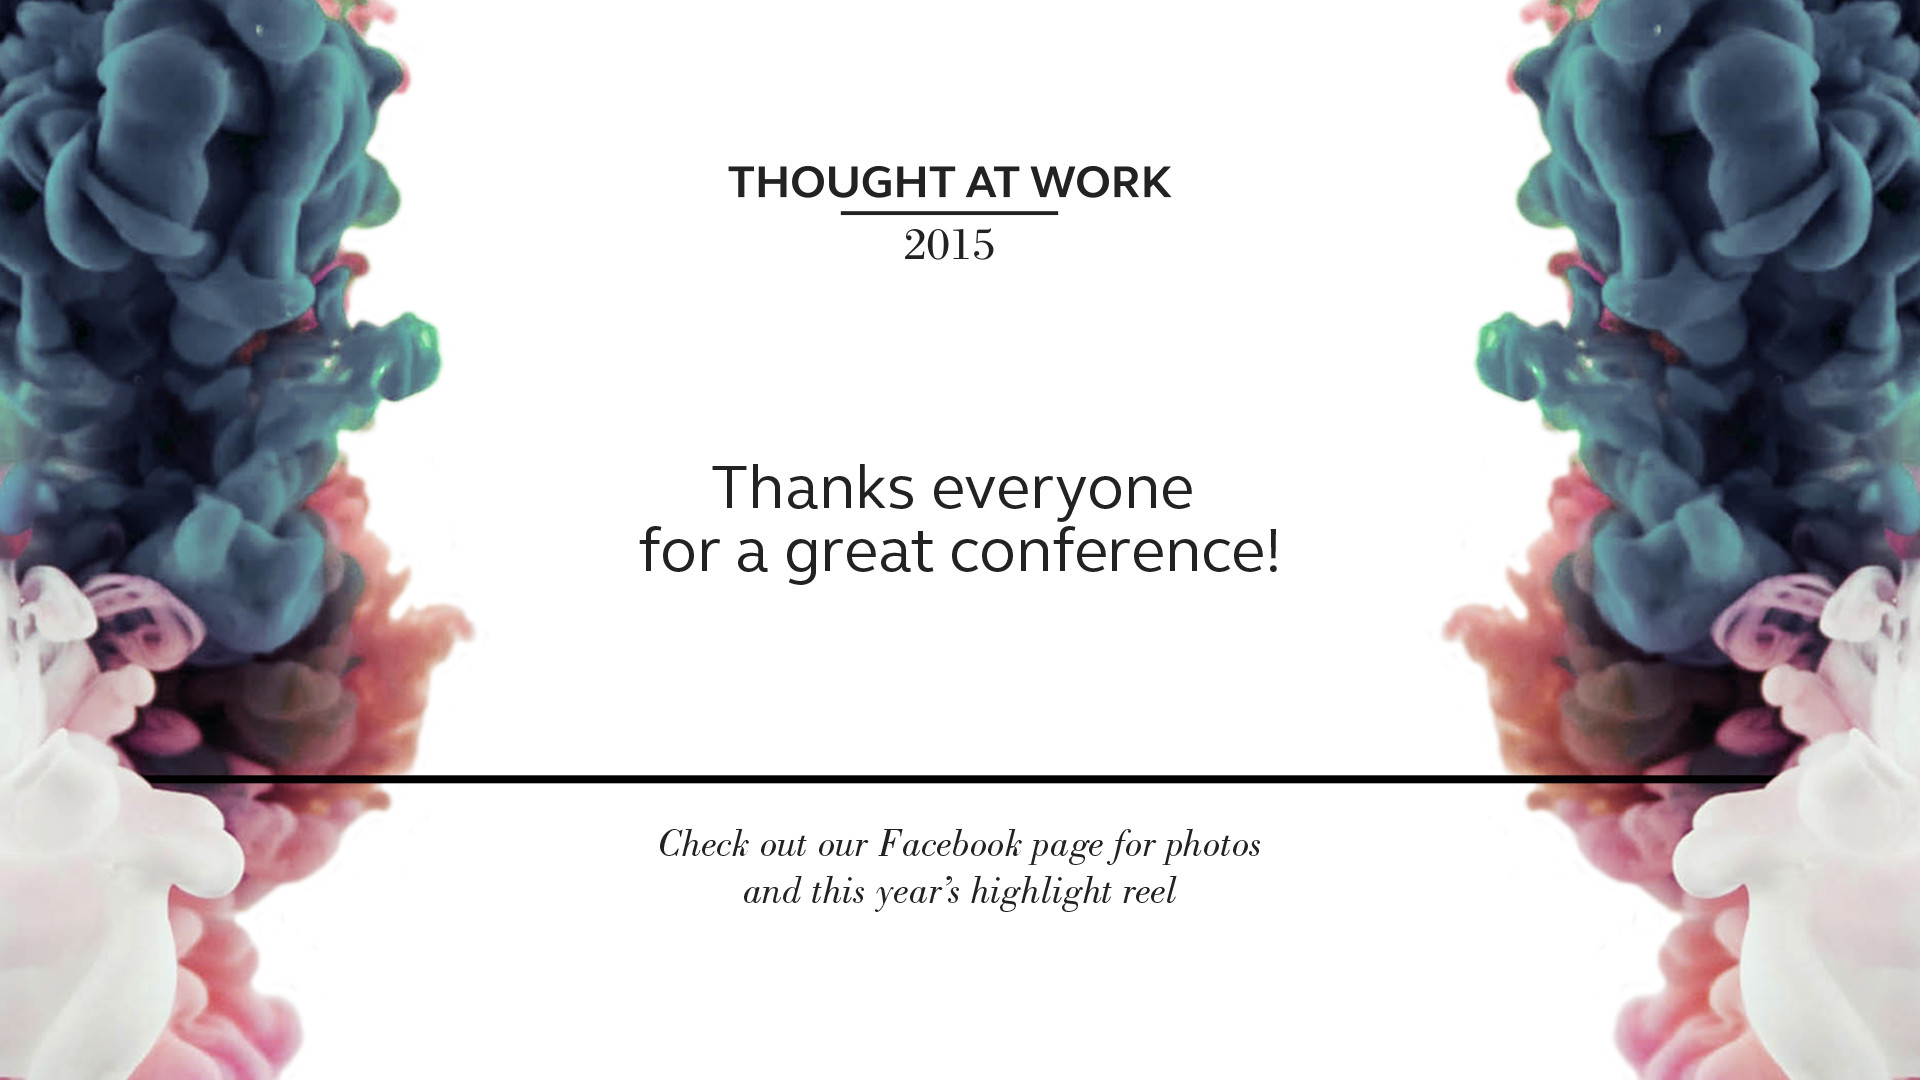 THOUGHT AT WORK
2015
Thanks everyone
for a great conference!
Check out our Facebook page for photos
and this year’s highlight reel